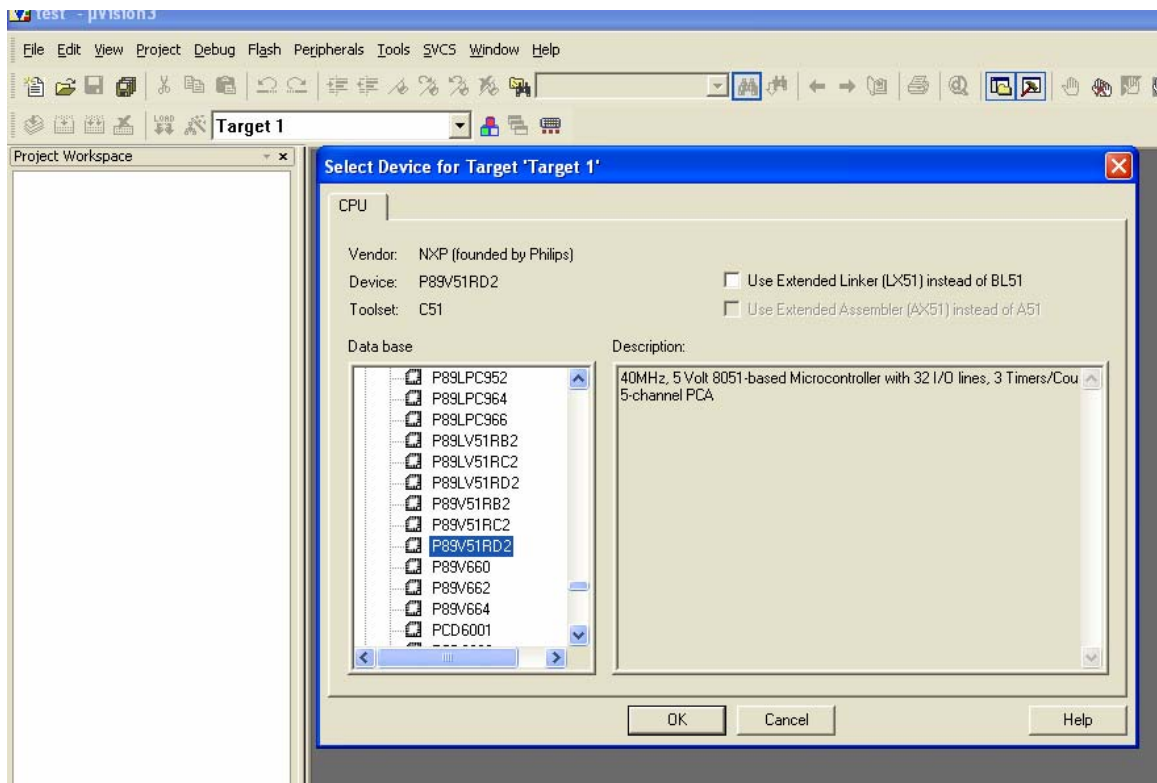 test - µVision3
File Edit View Project Debug Flash Peripherals Tools SVCS Window Help
LOAD
Target 1
Project Workspace
Select Device for Target 'Target 1'
CPU
Vendor: NXP (founded by Philips)
Device: P89V51RD2
Use Extended Linker (LX51) instead of BL51
Toolset: C51
Use Extended Assembler (AX51) instead of A51
Data base
P89LPC952
P89LPC964
P89LPC966
P89LV51RB2
P89LV51RC2
P89LV51RD2
P89V51RB2
P89V51RC2
P89V51RD2
P89V660
P89V662
P89V664
PCD6001
Description:
40MHz, 5 Volt 8051-based Microcontroller with 32 I/O lines, 3 Timers/Cou
5-channel PCA
OK Cancel Help